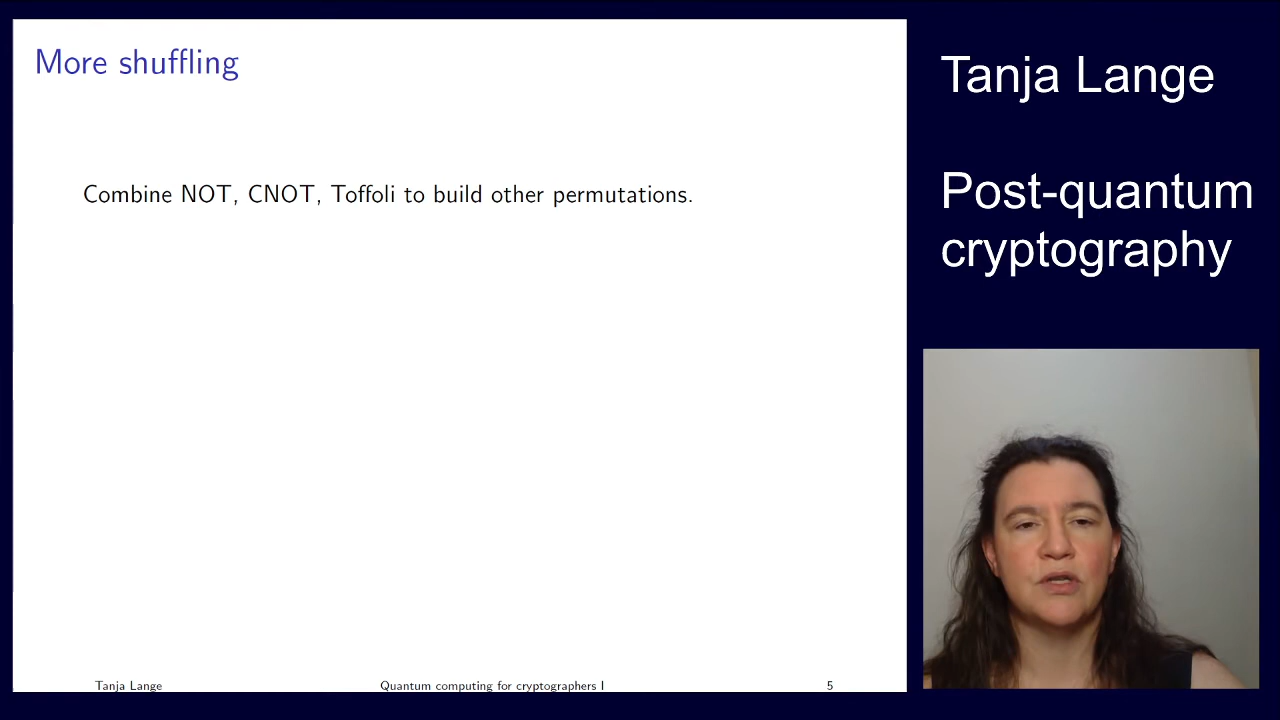 More shuffling
Combine NOT, CNOT, Toffoli to build other permutations.
Tanja Lange
Quantum computing for cryptographers I
5
Tanja Lange
Post-quantum
cryptography